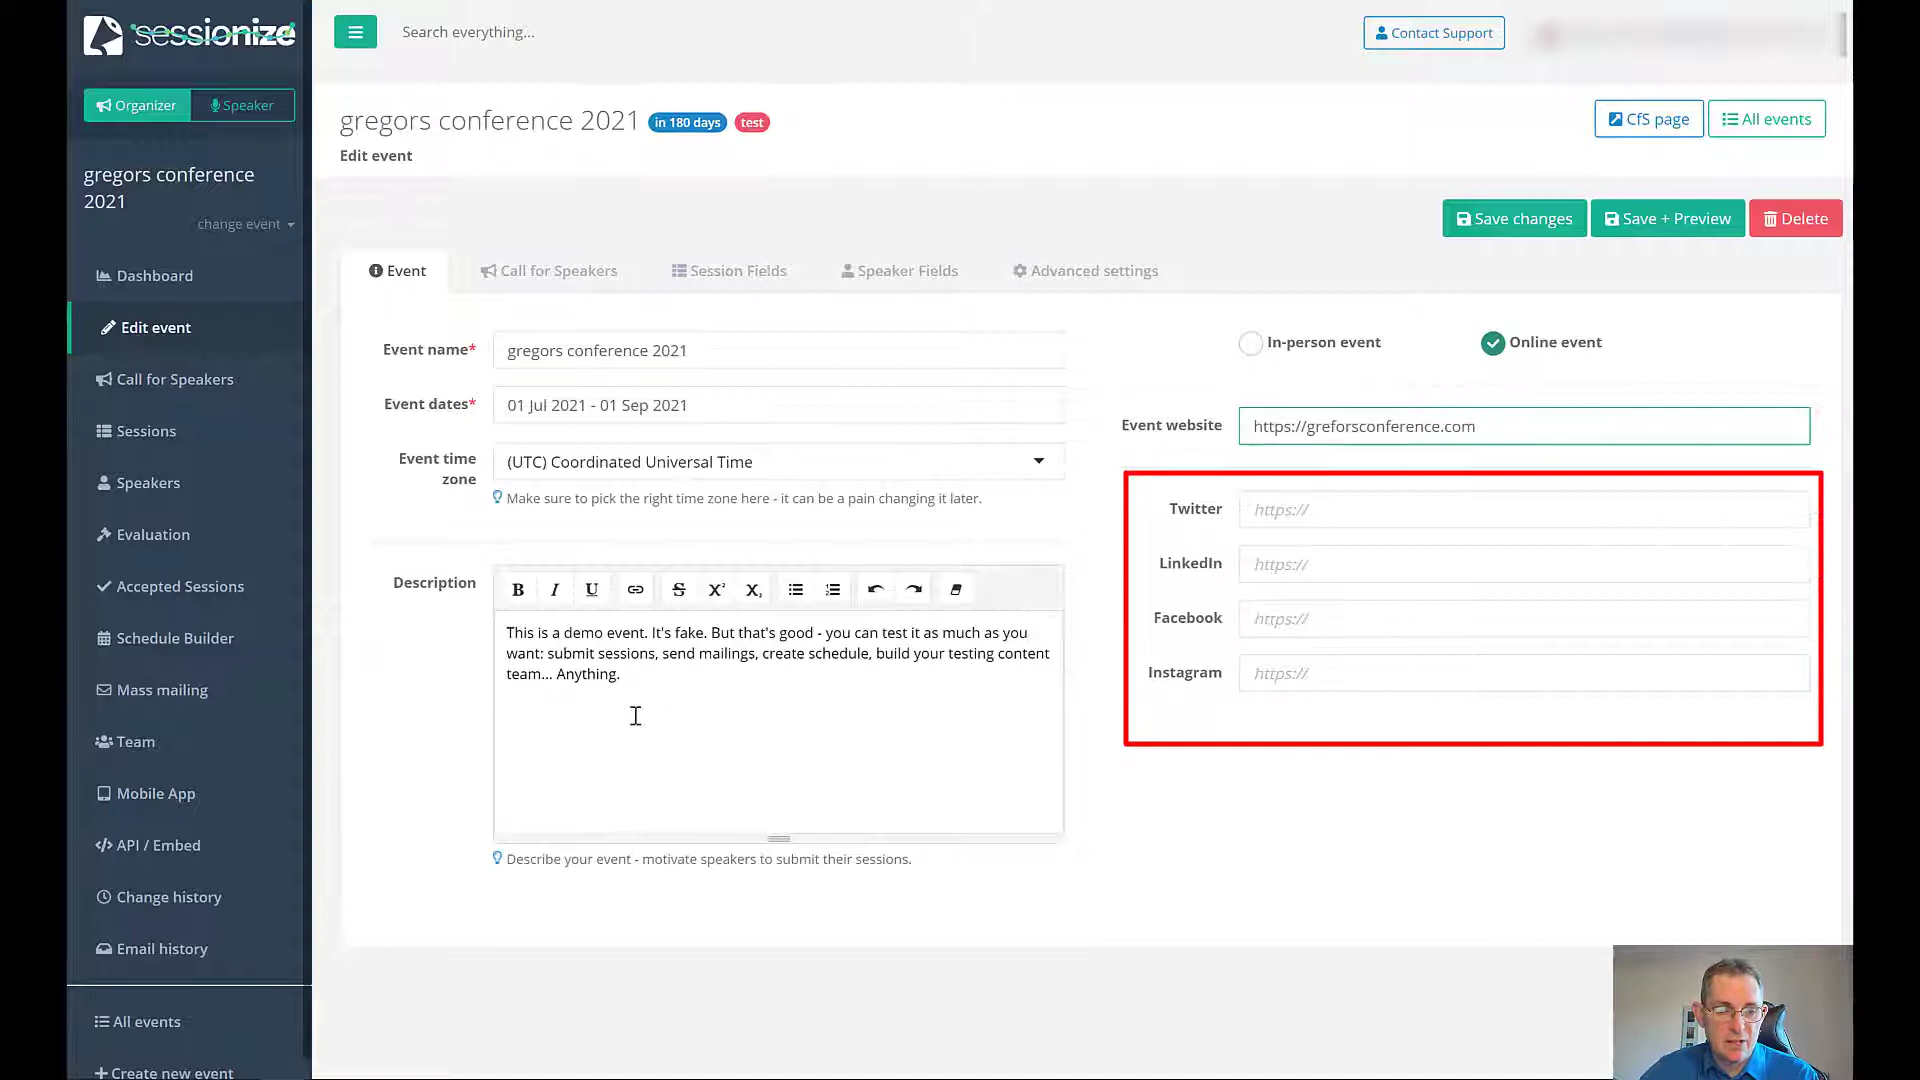 sessionize
Search everything...
Contact Support
Organizer
Speaker
gregors conference 2021
in 180 days
test
Edit event
CfS page
All events
gregors conference
2021
change event
Save changes
Save + Preview
Delete
Dashboard
Edit event
Call for Speakers
Sessions
Speakers
Evaluation
Accepted Sessions
Schedule Builder
Mass mailing
Team
Mobile App
API / Embed
Change history
Email history
All events
Create new event
Event
Call for Speakers
Session Fields
Speaker Fields
Advanced settings
Event name*
gregors conference 2021
Event dates*
01 Jul 2021 - 01 Sep 2021
Event time
zone
(UTC) Coordinated Universal Time
Make sure to pick the right time zone here - it can be a pain changing it later.
Description
B I U S X² X,
This is a demo event. It's fake. But that's good - you can test it as much as you
want: submit sessions, send mailings, create schedule, build your testing content
team... Anything.
Describe your event - motivate speakers to submit their sessions.
In-person event
Online event
Event website
https://greforsconference.com
Twitter
https://
LinkedIn
https://
Facebook
https://
Instagram
https://